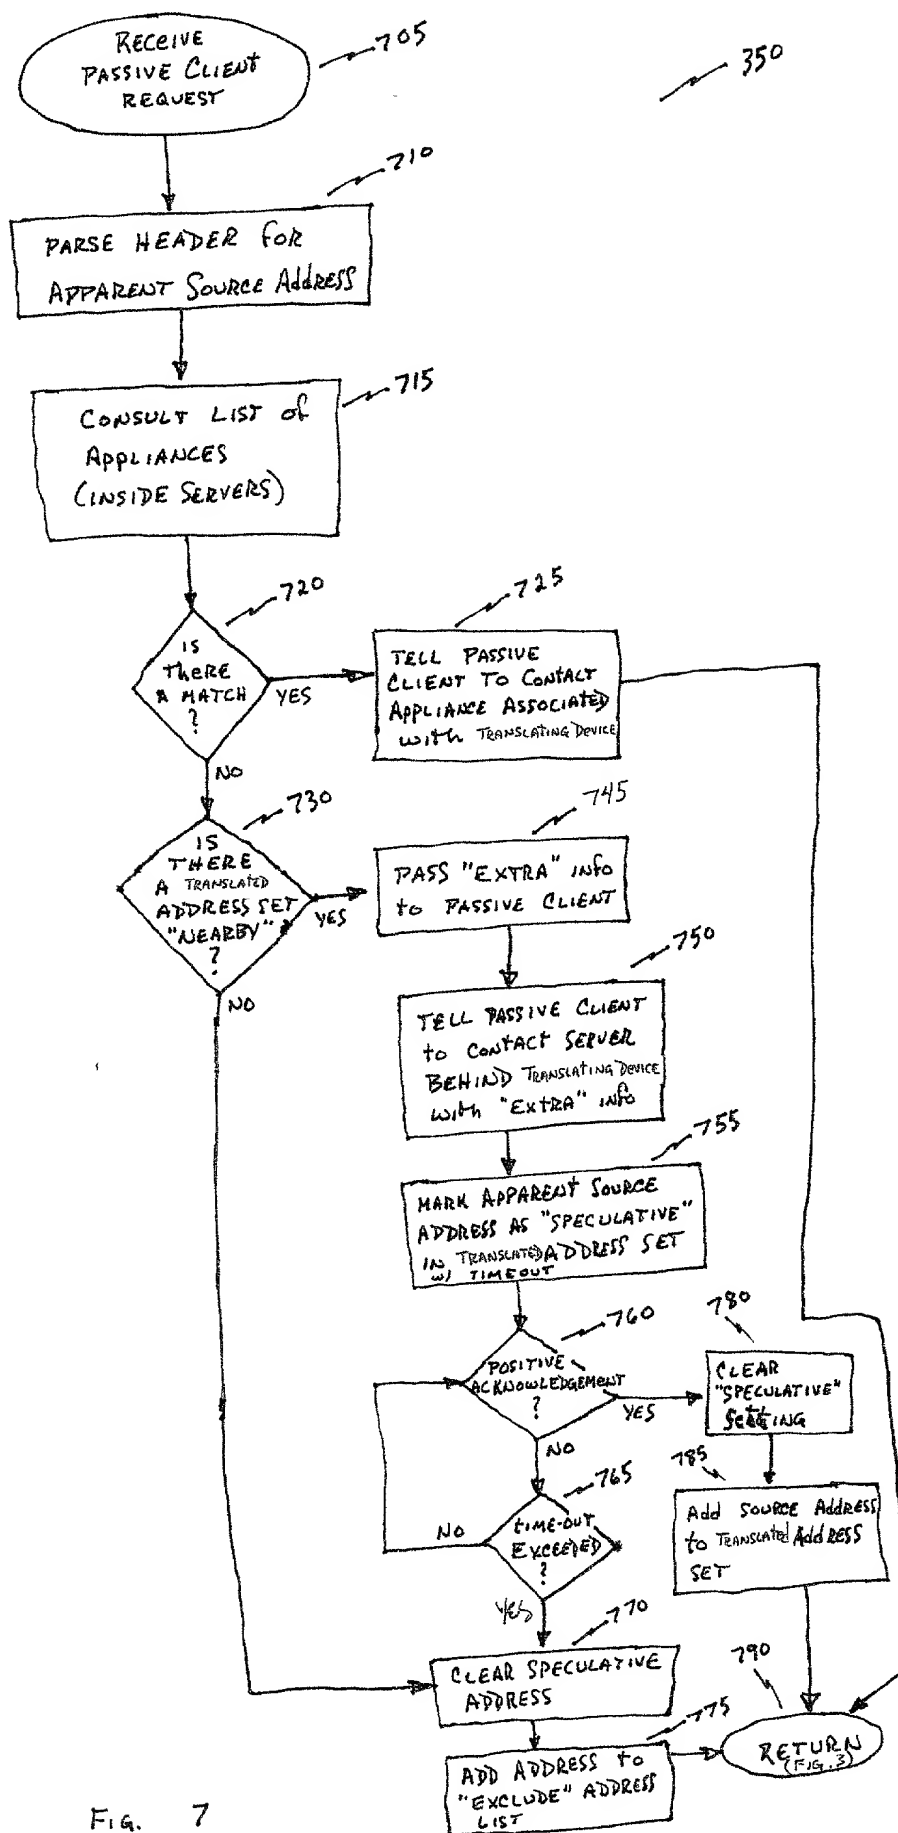 RECEIVE
PASSIVE CLIENT
REQUEST
705
350
710
PARSE HEADER FOR
APPARENT SOURCE ADDRESS
715
CONSULT LIST of
APPLIANCES
(INSIDE SERVERS)
720
IS
THERE
A MATCH
?
YES
NO
725
TELL PASSIVE
CLIENT TO CONTACT
APPLIANCE ASSOCIATED
with TRANSLATING DEVICE
730
IS
THERE
A TRANSLATED
ADDRESS SET
"NEARBY"
?
YES
NO
745
PASS "EXTRA" info
to PASSIVE CLIENT
750
TELL PASSIVE CLIENT
to CONTACT SERVER
BEHIND TRANSLATING DEVICE
with "EXTRA" info
755
MARK APPARENT SOURCE
ADDRESS AS "SPECULATIVE"
IN TRANSLATED ADDRESS SET
w/ TIMEOUT
760
POSITIVE
ACKNOWLEDGEMENT
?
YES
NO
780
CLEAR
"SPECULATIVE"
SETTING
765
TIME-OUT
EXCEEDED
?
NO
YES
785
Add SOURCE Address
to TRANSLATED Address
SET
770
CLEAR SPECULATIVE
ADDRESS
775
ADD ADDRESS to
"EXCLUDE" ADDRESS
LIST
790
RETURN
(FIG. 3)
FIG. 7